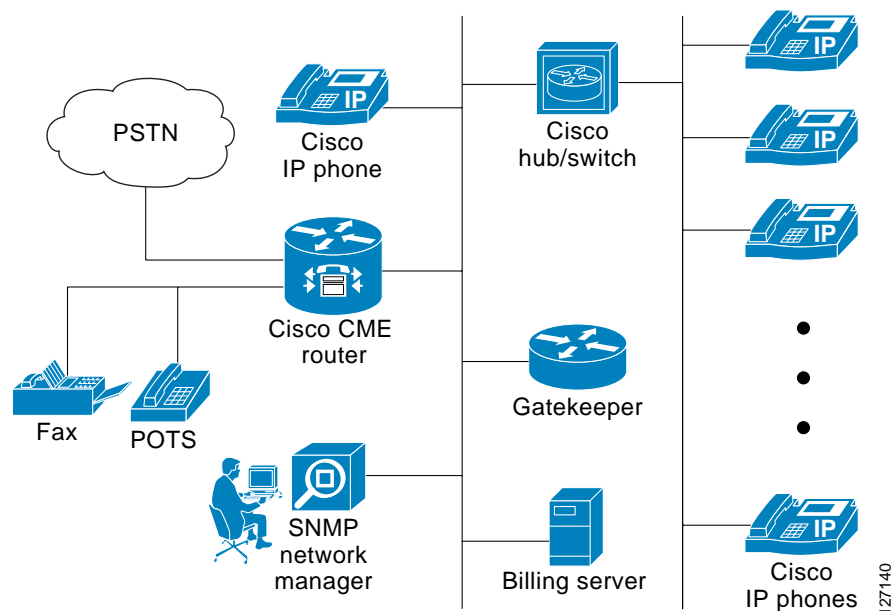 PSTN
IP
Cisco
IP phone
Cisco
hub/switch
IP
IP
IP
Cisco CME
router
Fax
POTS
Gatekeeper
SNMP
network
manager
Billing server
IP
Cisco
IP phones
27140